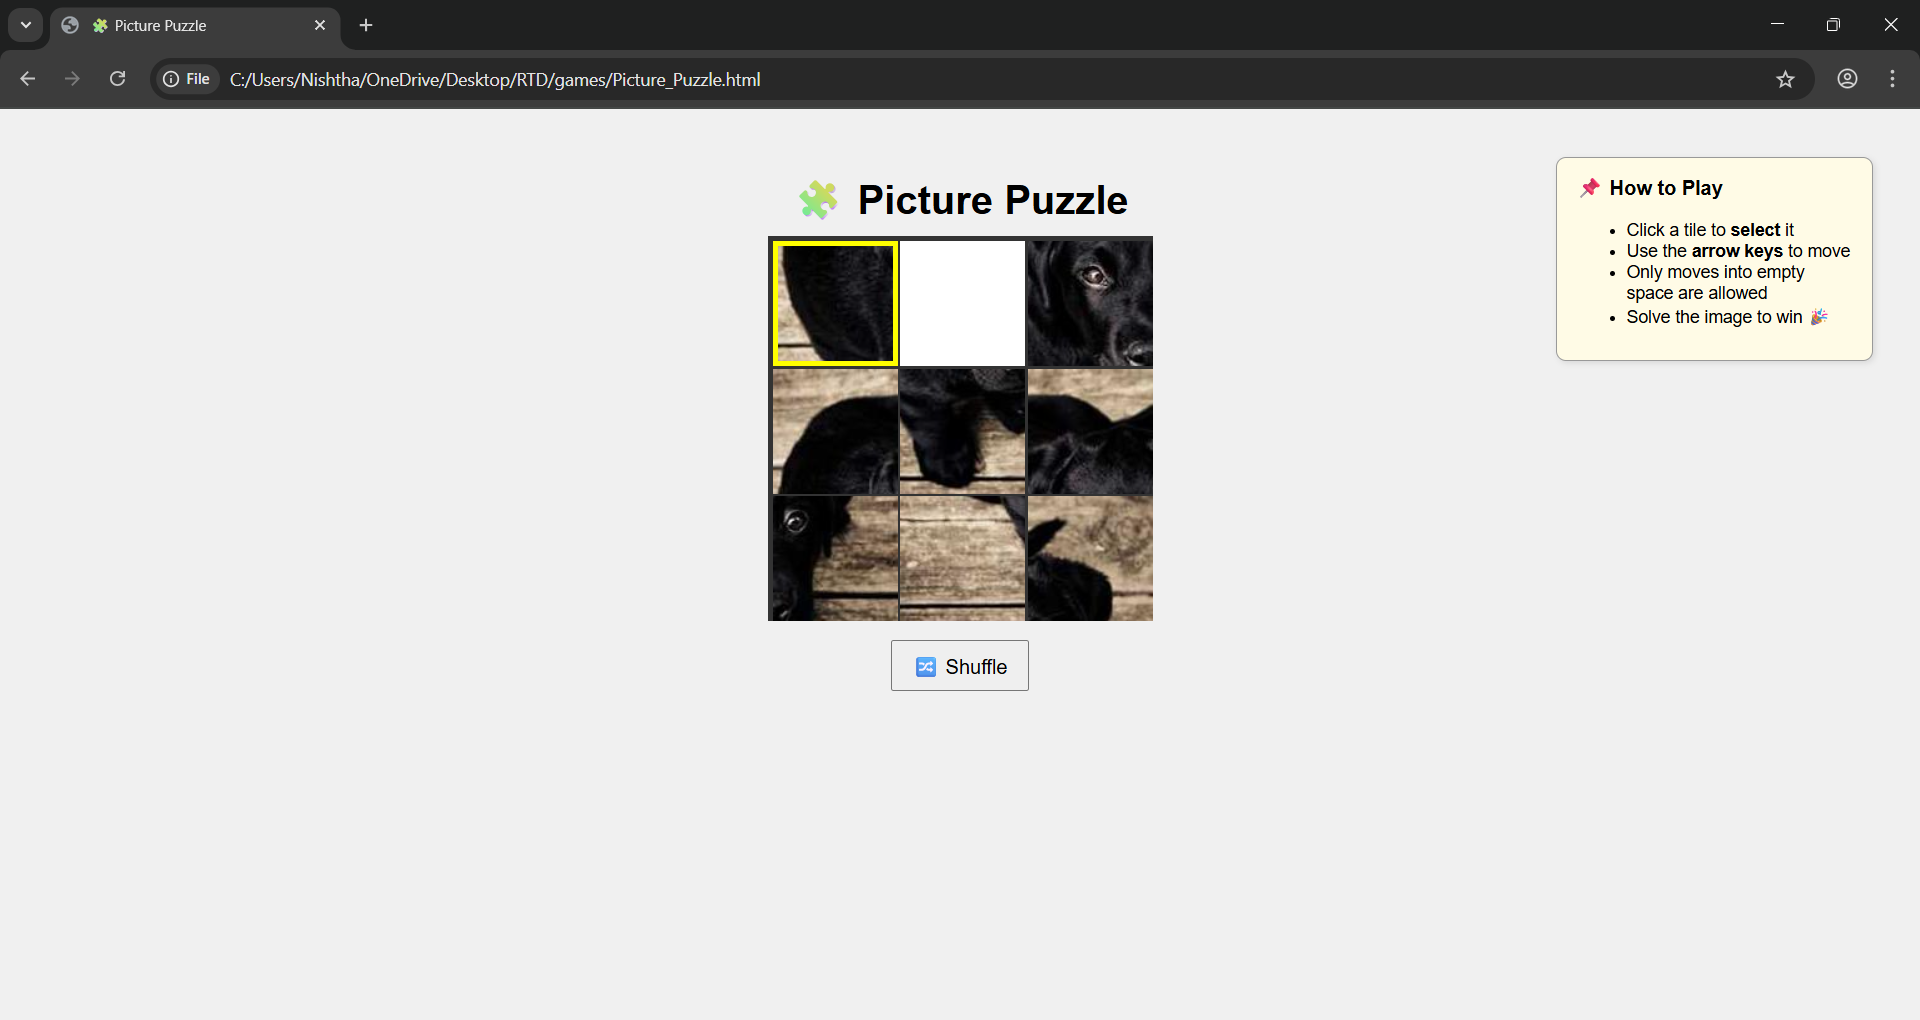 🧩 Picture Puzzle
File C:/Users/Nishtha/OneDrive/Desktop/RTD/games/Picture_Puzzle.html
🧩 Picture Puzzle
📌 How to Play
• Click a tile to select it
• Use the arrow keys to move
• Only moves into empty
space are allowed
• Solve the image to win 🎉
🔀 Shuffle